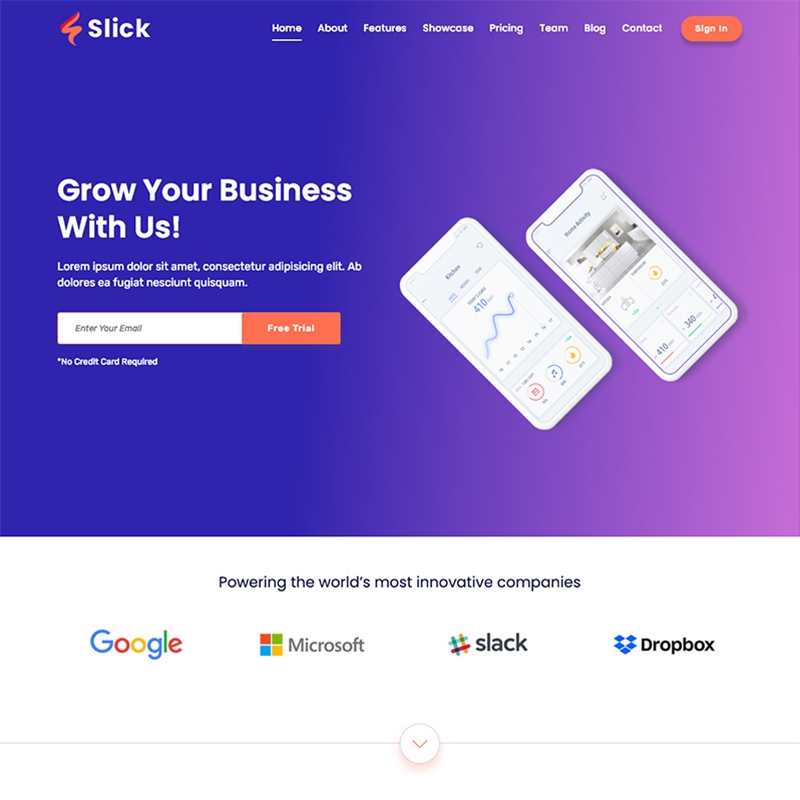 Slick
Home About Features Showcase Pricing Team Blog Contact Sign In
Grow Your Business
With Us!
Lorem ipsum dolor sit amet, consectetur adipisicing elit. Ab
dolores ea fugiat nesciunt quisquam.
Enter Your Email Free Trial
*No Credit Card Required
Kitchen
410
Home Activity
410
340
Powering the world's most innovative companies
Google Microsoft slack Dropbox